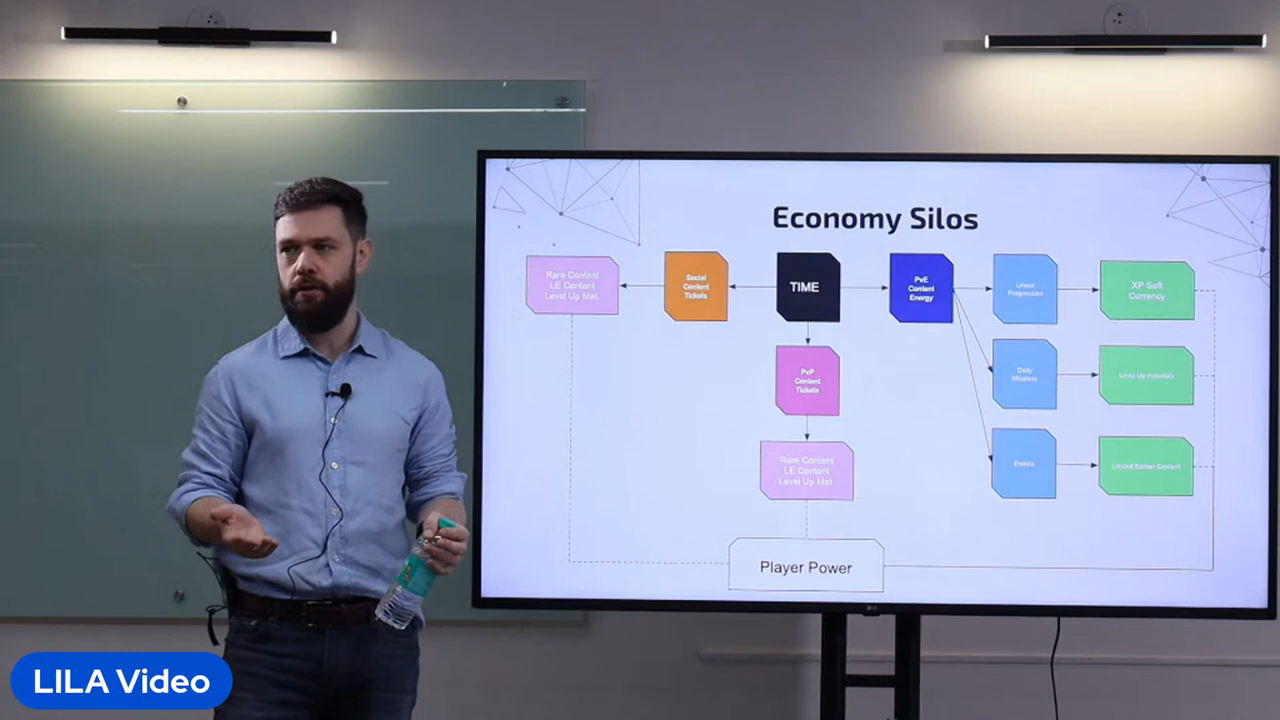 Economy Silos
Rare Content
LE Content
Level Up Mat.
Social
Content
Tickets
TIME
PvE
Content
Energy
Linear
Progression
XP Soft
Currency
PvP
Content
Tickets
Daily
Missions
Level Up Materials
Rare Content
LE Content
Level Up Mat.
Events
Limited Edition Content
Player Power
LG
LILA Video